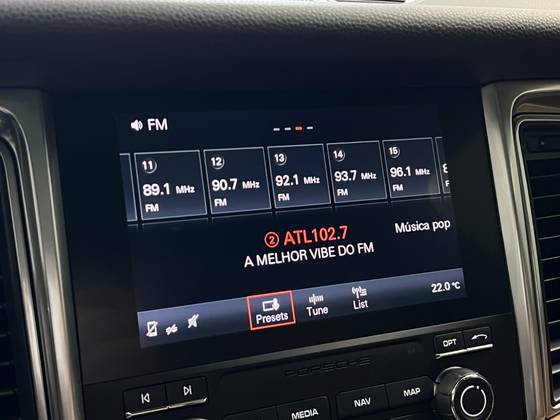 FM
11 12 13 14 15
89.1 MHz 90.7 MHz 92.1 MHz 93.7 MHz 96.1 MHz
FM FM FM FM FM
2 ATL102.7
Música pop
A MELHOR VIBE DO FM
Presets Tune List 22.0 °C
PORSCHE
OPT
MEDIA NAV MAP